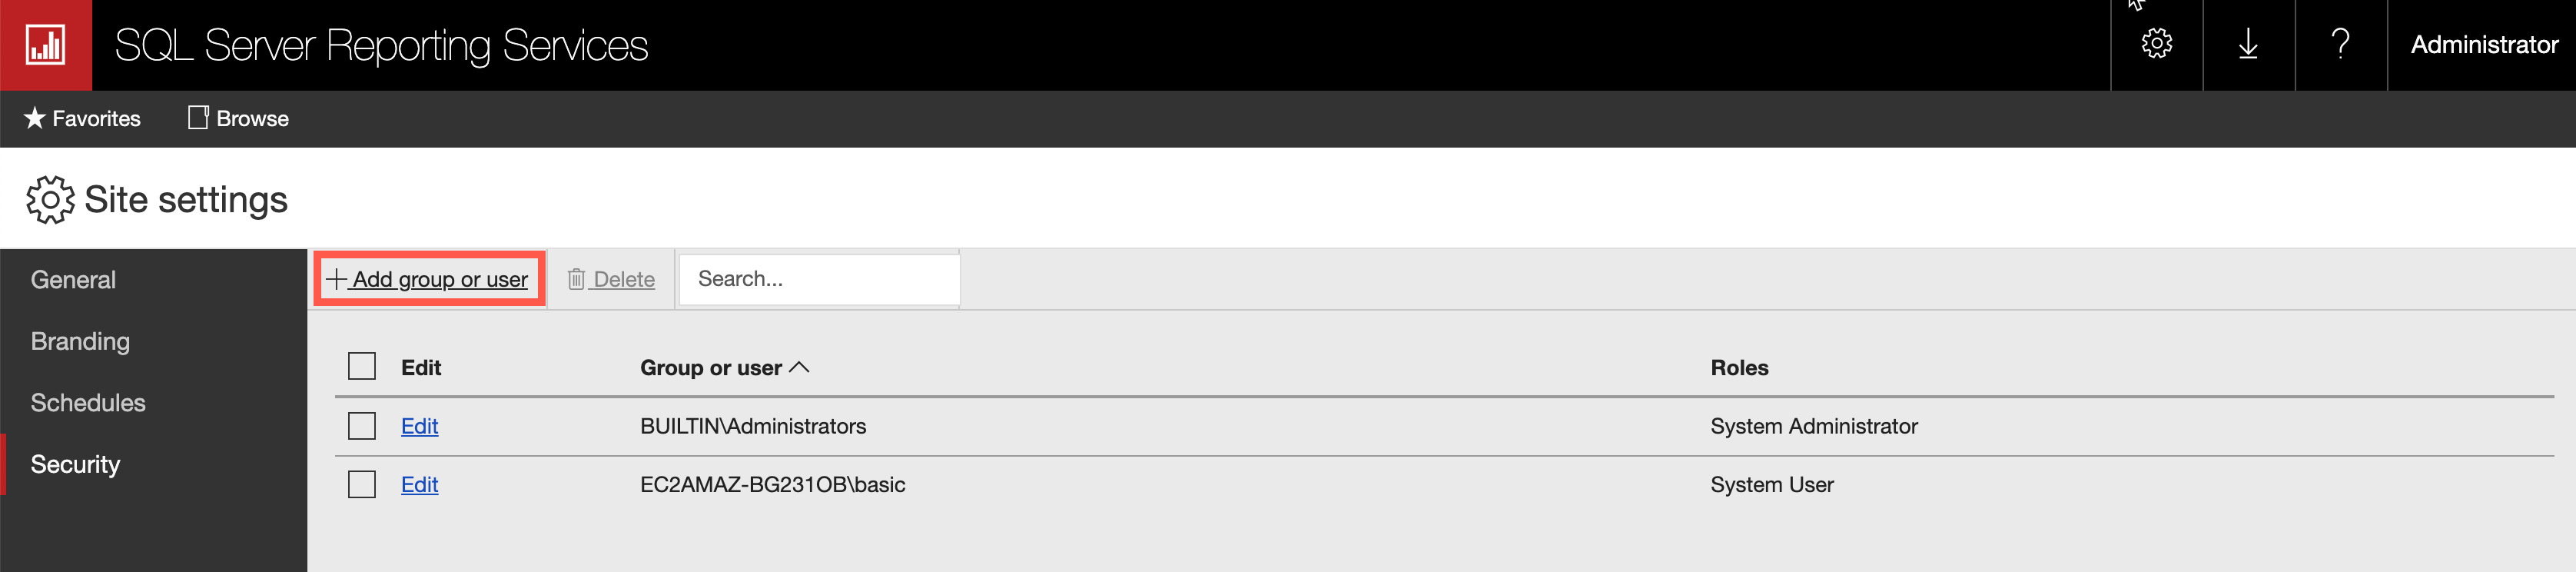 SQL Server Reporting Services
?
Administrator
Favorites
Browse
Site settings
General
Branding
Schedules
Security
+ Add group or user
Delete
Search...
Edit Group or user Roles
Edit BUILTIN\Administrators System Administrator
Edit EC2AMAZ-BG231OB\basic System User